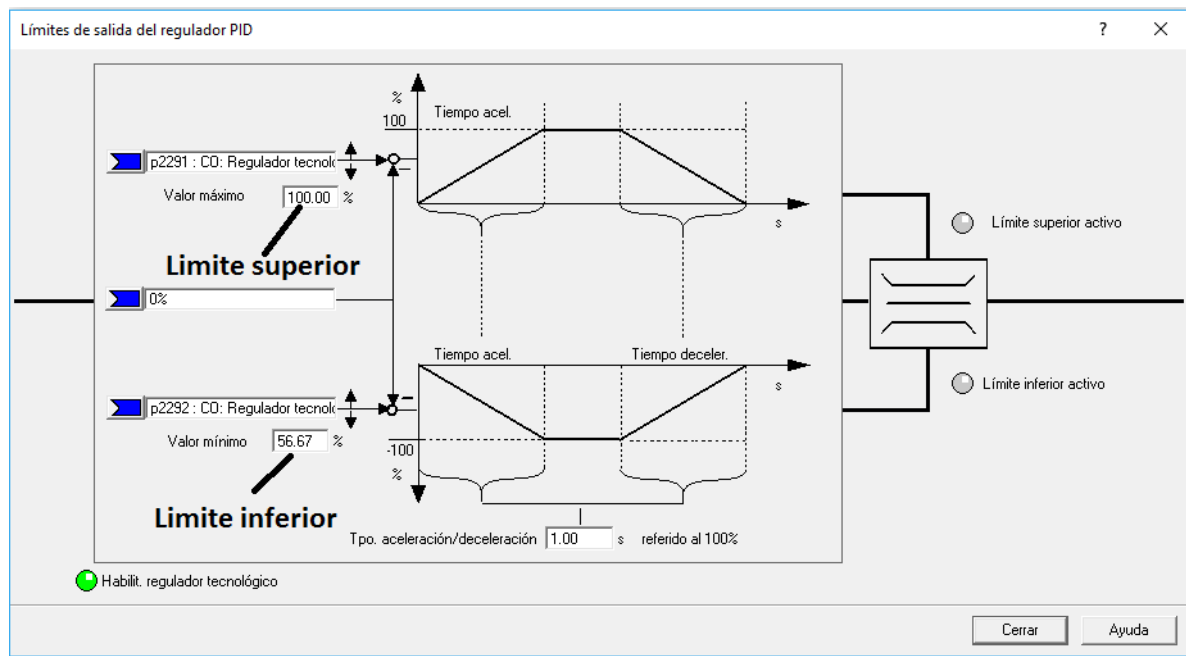 Límites de salida del regulador PID
?
%
Tiempo acel.
100
p2291 : CO: Regulador tecnolo
Valor máximo 100.00 %
s
Límite superior activo
Limite superior
0%
Tiempo acel. Tiempo deceler.
s
Límite inferior activo
p2292 : CO: Regulador tecnolo
Valor mínimo 56.67 %
-100
%
Limite inferior
Tpo. aceleración/deceleración 1.00 s referido al 100%
Habilit. regulador tecnológico
Cerrar Ayuda